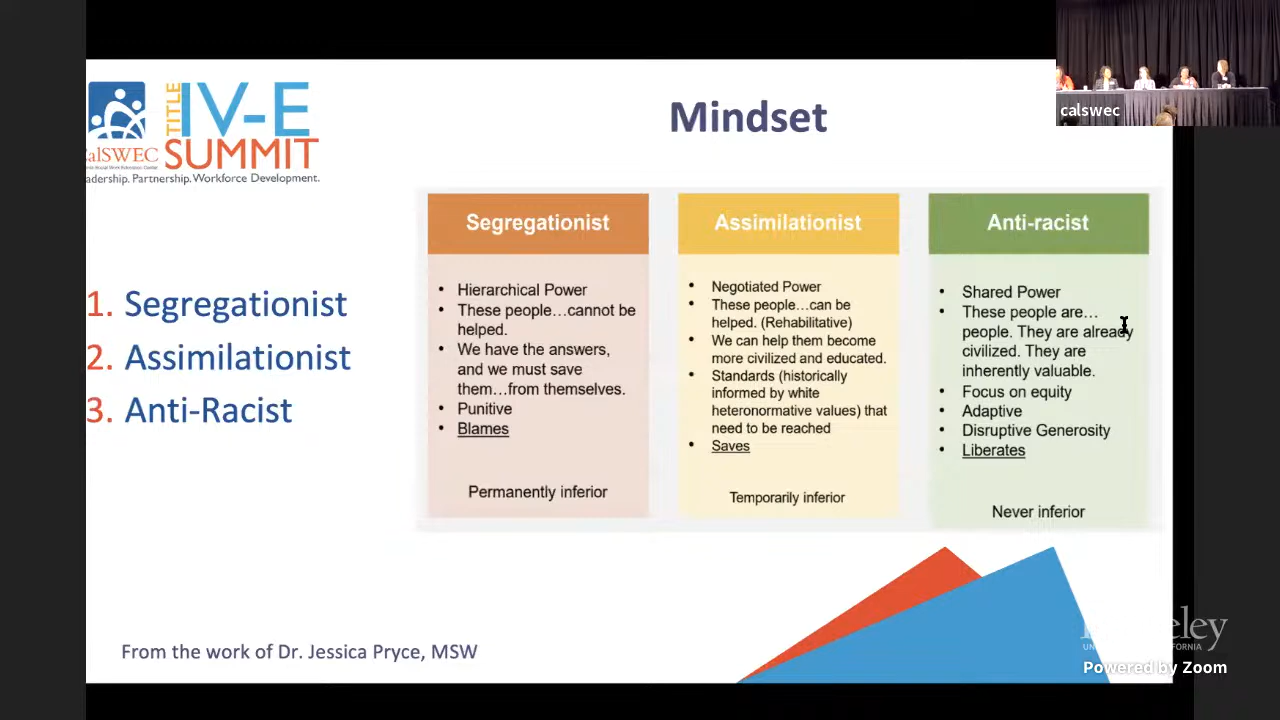 TITLE
IV-E
SUMMIT
CalSWEC
adership. Partnership. Workforce Development.
Mindset
calswec
1. Segregationist
2. Assimilationist
3. Anti-Racist
Segregationist
• Hierarchical Power
• These people…cannot be
helped.
• We have the answers,
and we must save
them…from themselves.
• Punitive
• Blames
Permanently inferior
Assimilationist
• Negotiated Power
• These people…can be
helped. (Rehabilitative)
• We can help them become
more civilized and educated.
• Standards (historically
informed by white
heteronormative values) that
need to be reached
• Saves
Temporarily inferior
Anti-racist
• Shared Power
• These people are…
people. They are already
civilized. They are
inherently valuable.
• Focus on equity
• Adaptive
• Disruptive Generosity
• Liberates
Never inferior
From the work of Dr. Jessica Pryce, MSW
Powered by Zoom